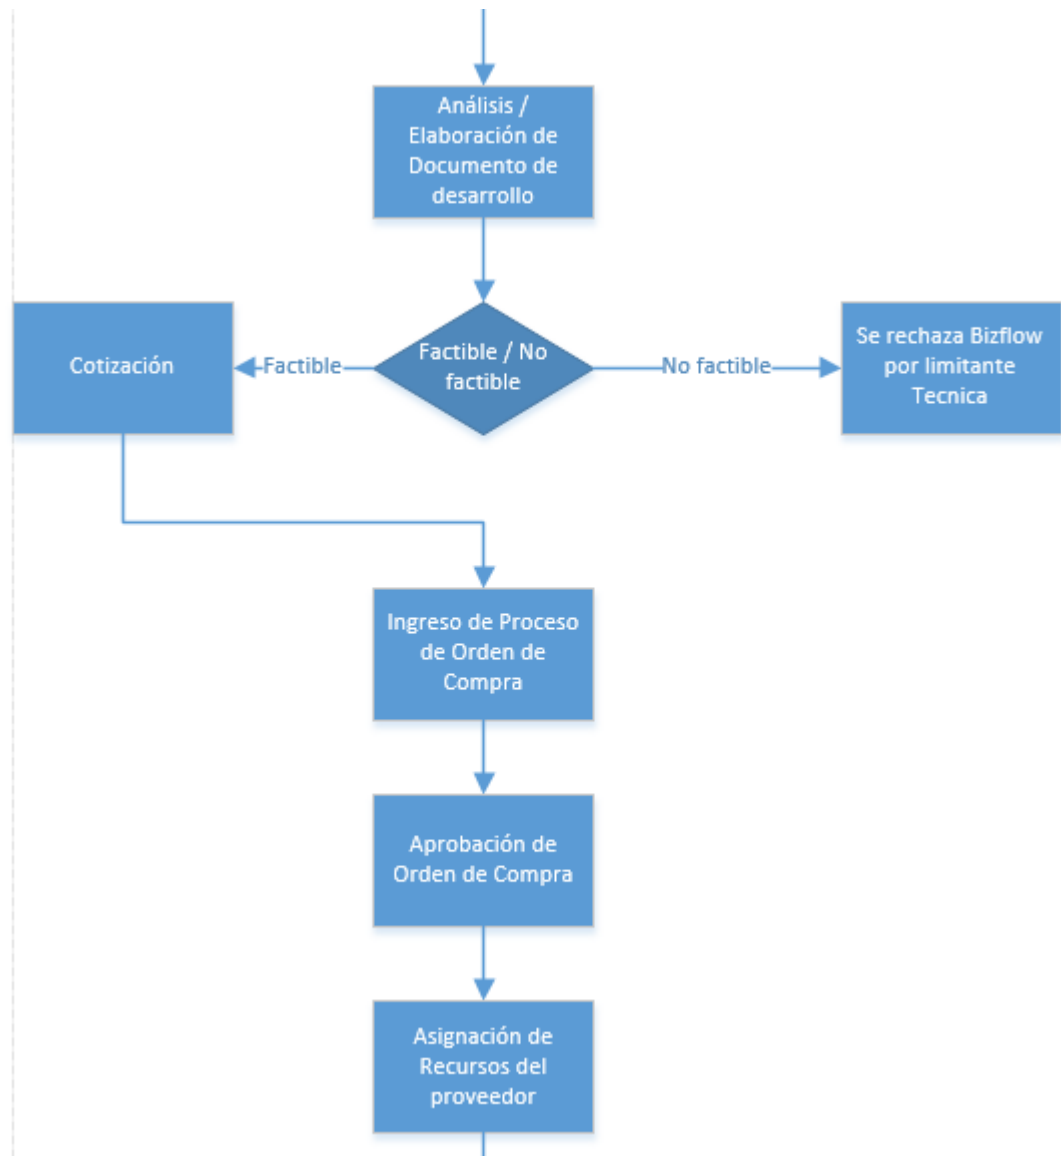 Análisis /
Elaboración de
Documento de
desarrollo
Cotización
Factible
Factible / No
factible
No factible
Se rechaza Bizflow
por limitante
Tecnica
Ingreso de Proceso
de Orden de
Compra
Aprobación de
Orden de Compra
Asignación de
Recursos del
proveedor